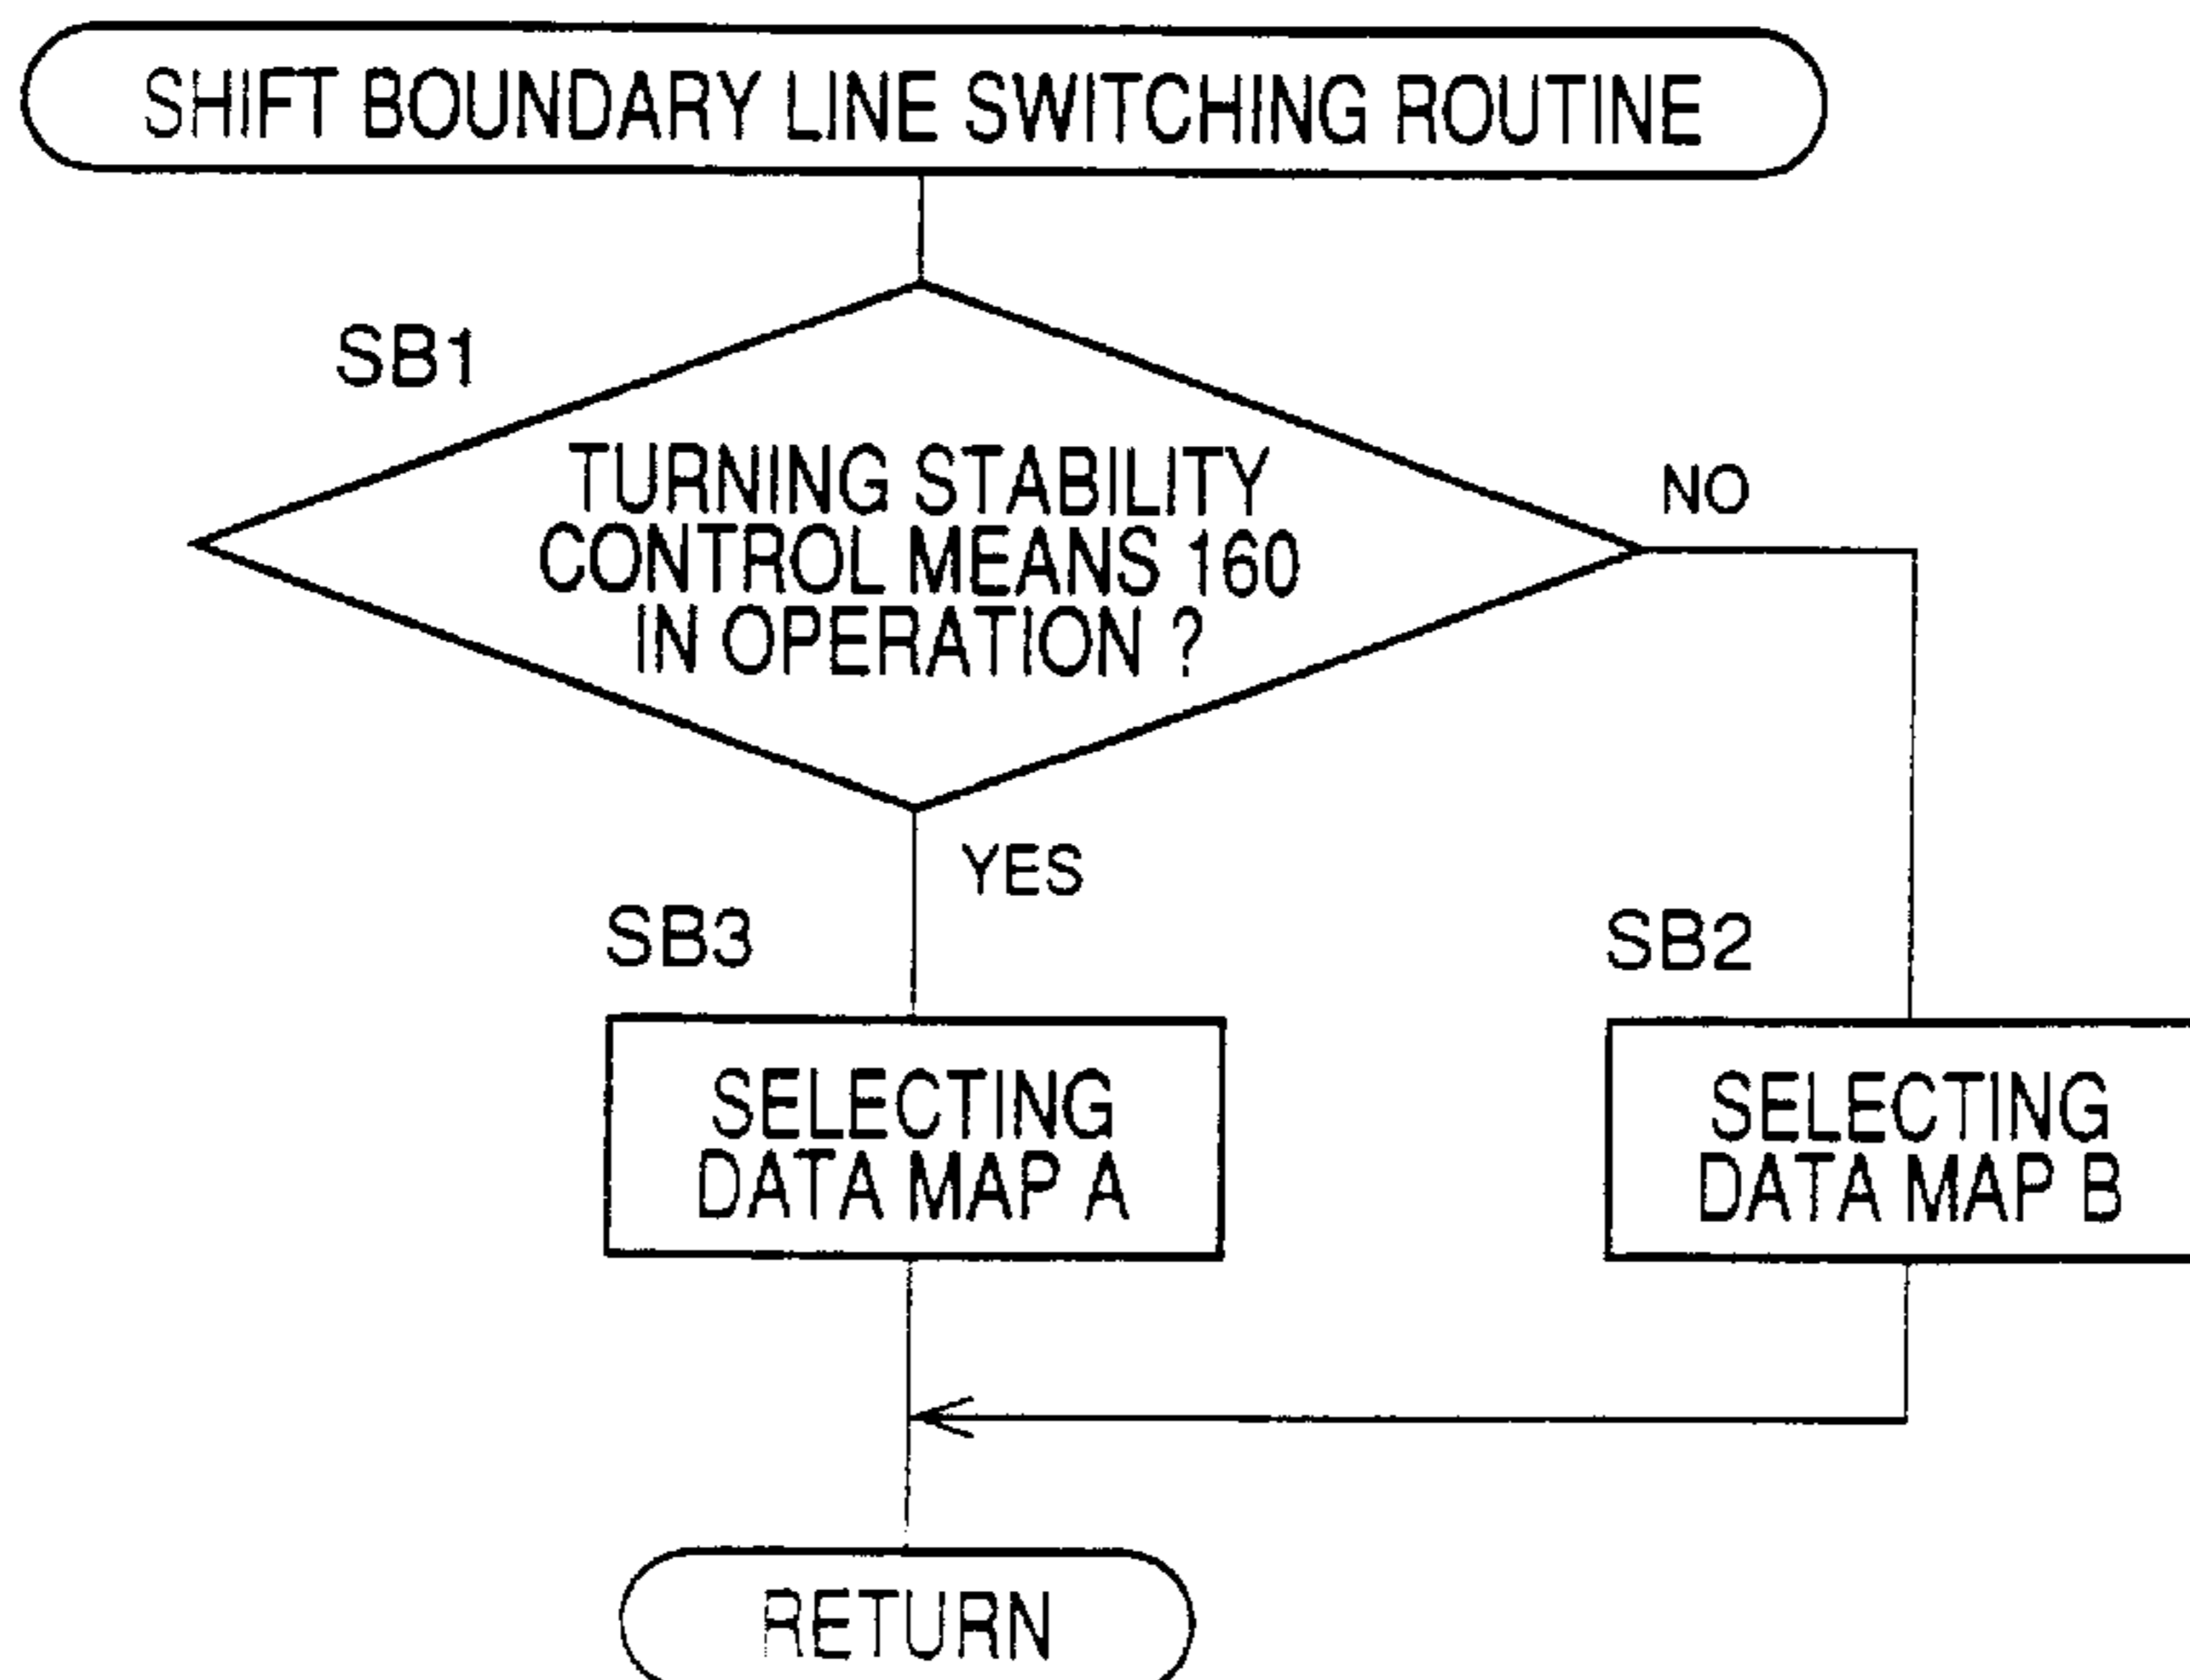 SHIFT BOUNDARY LINE SWITCHING ROUTINE
SB1
TURNING STABILITY
CONTROL MEANS 160
IN OPERATION ?
NO
YES
SB3
SELECTING
DATA MAP A
SB2
SELECTING
DATA MAP B
RETURN